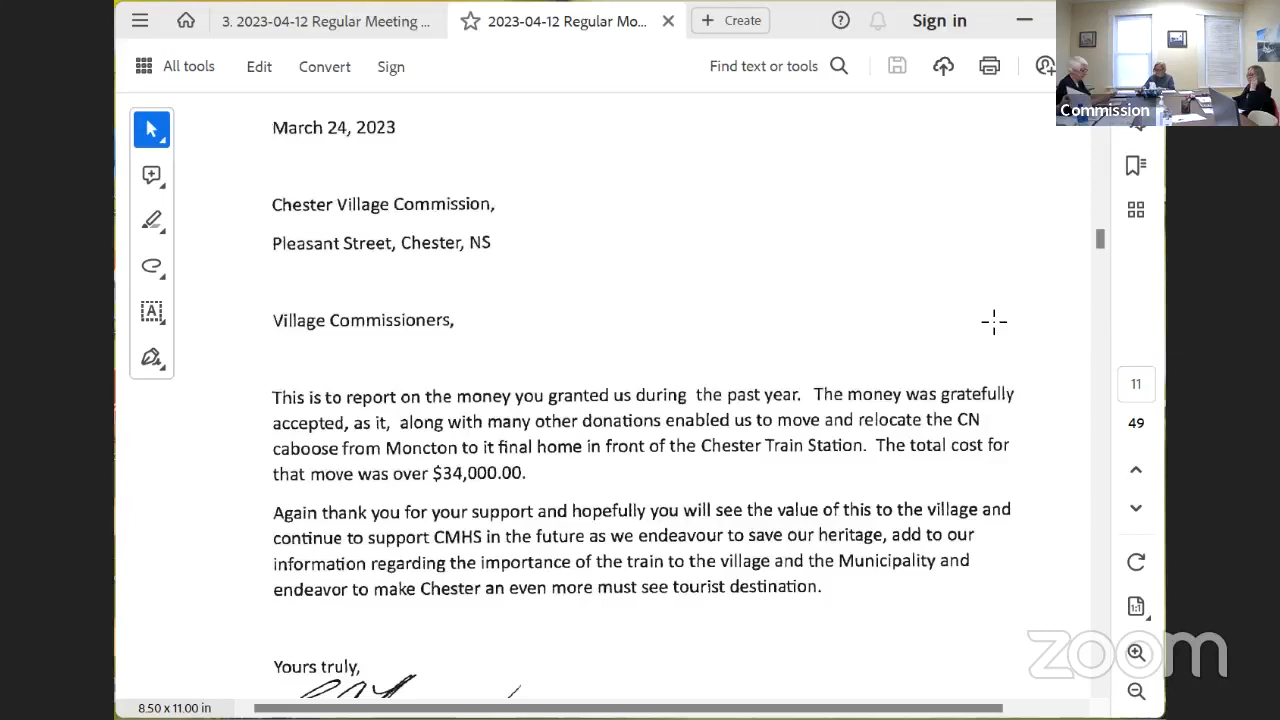 3. 2023-04-12 Regular Meeting ...
2023-04-12 Regular Mo...
Create
Sign in
All tools
Edit
Convert
Sign
Find text or tools
Commission
March 24, 2023
Chester Village Commission,
Pleasant Street, Chester, NS
Village Commissioners,
This is to report on the money you granted us during the past year. The money was gratefully
accepted, as it, along with many other donations enabled us to move and relocate the CN
caboose from Moncton to it final home in front of the Chester Train Station. The total cost for
that move was over $34,000.00.
Again thank you for your support and hopefully you will see the value of this to the village and
continue to support CMHS in the future as we endeavour to save our heritage, add to our
information regarding the importance of the train to the village and the Municipality and
endeavor to make Chester an even more must see tourist destination.
Yours truly,
11
49
1:1
zoom
8.50 x 11.00 in